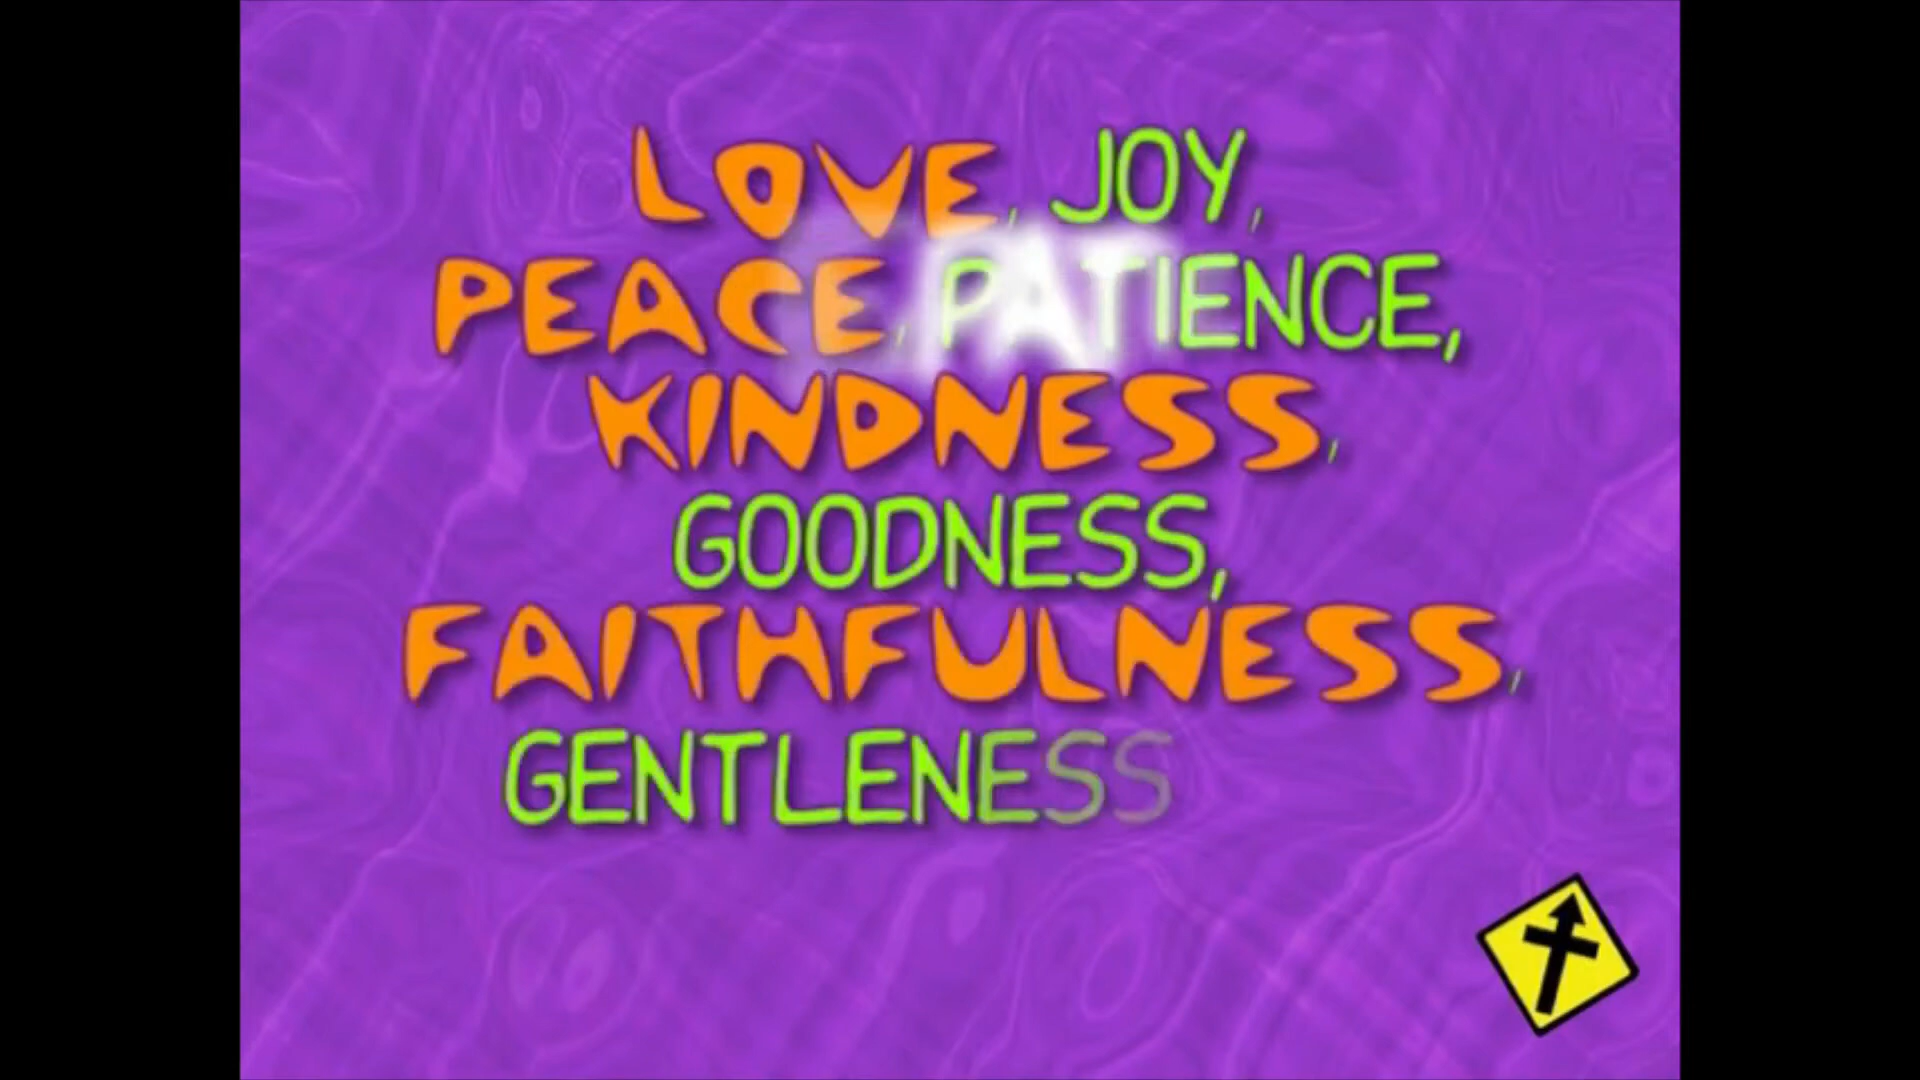 LOVE, JOY,
PEACE, PATIENCE,
KINDNESS,
GOODNESS,
FAITHFULNESS,
GENTLENESS